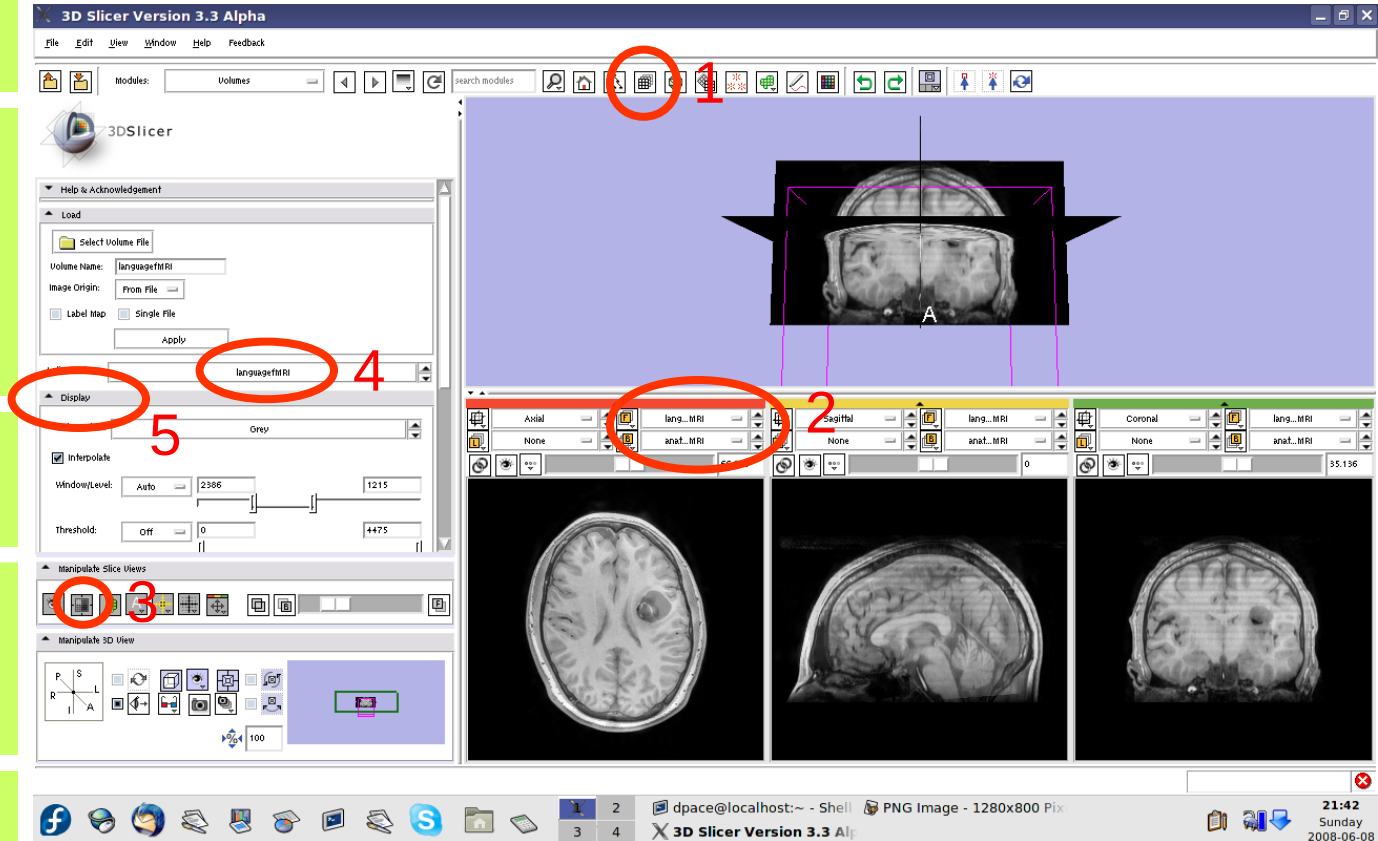 3D Slicer Version 3.3 Alpha
File Edit View Window Help Feedback
Modules: Volumes search modules
1
3DSlicer
Help & Acknowledgement
Load
Select Volume File
Volume Name: languagefMRI
Image Origin: From File
Label Map Single File
Apply
languagefMRI 4
Display
5
Grey
Interpolate
Window/Level: Auto 2386 1215
Threshold: Off 0 4475
Manipulate Slice Views
3
Manipulate 3D View
P S
R L
I A
100
A
2
Axial lang...MRI
None anat...MRI
Sagittal lang...MRI
None anat...MRI
0
Coronal lang...MRI
None anat...MRI
35.136
1 2
3 4
dpace@localhost:~ - Shell
PNG Image - 1280x800 Pix
3D Slicer Version 3.3 Alp
21:42
Sunday
2008-06-08